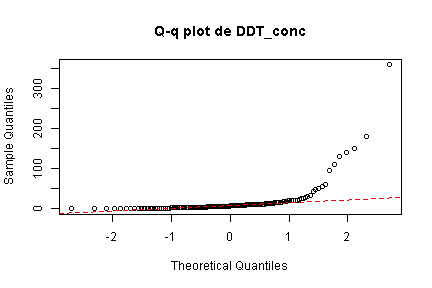 Q-q plot de DDT_conc
Sample Quantiles
300
200
100
0
-2 -1 0 1 2
Theoretical Quantiles